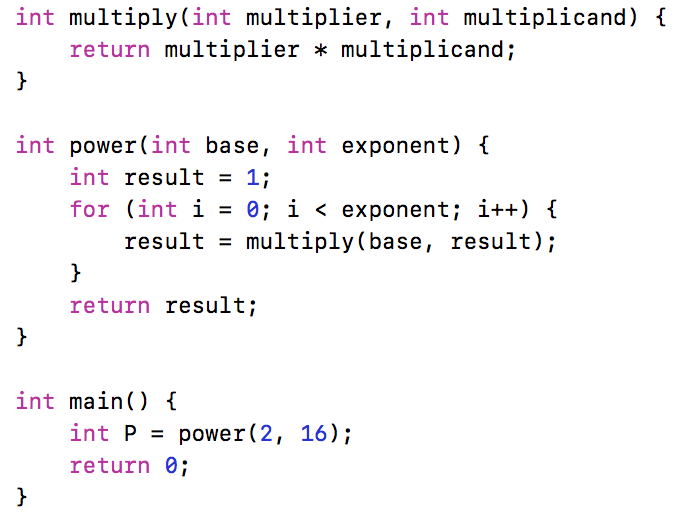 int multiply(int multiplier, int multiplicand) {
    return multiplier * multiplicand;
}

int power(int base, int exponent) {
    int result = 1;
    for (int i = 0; i < exponent; i++) {
        result = multiply(base, result);
    }
    return result;
}

int main() {
    int P = power(2, 16);
    return 0;
}